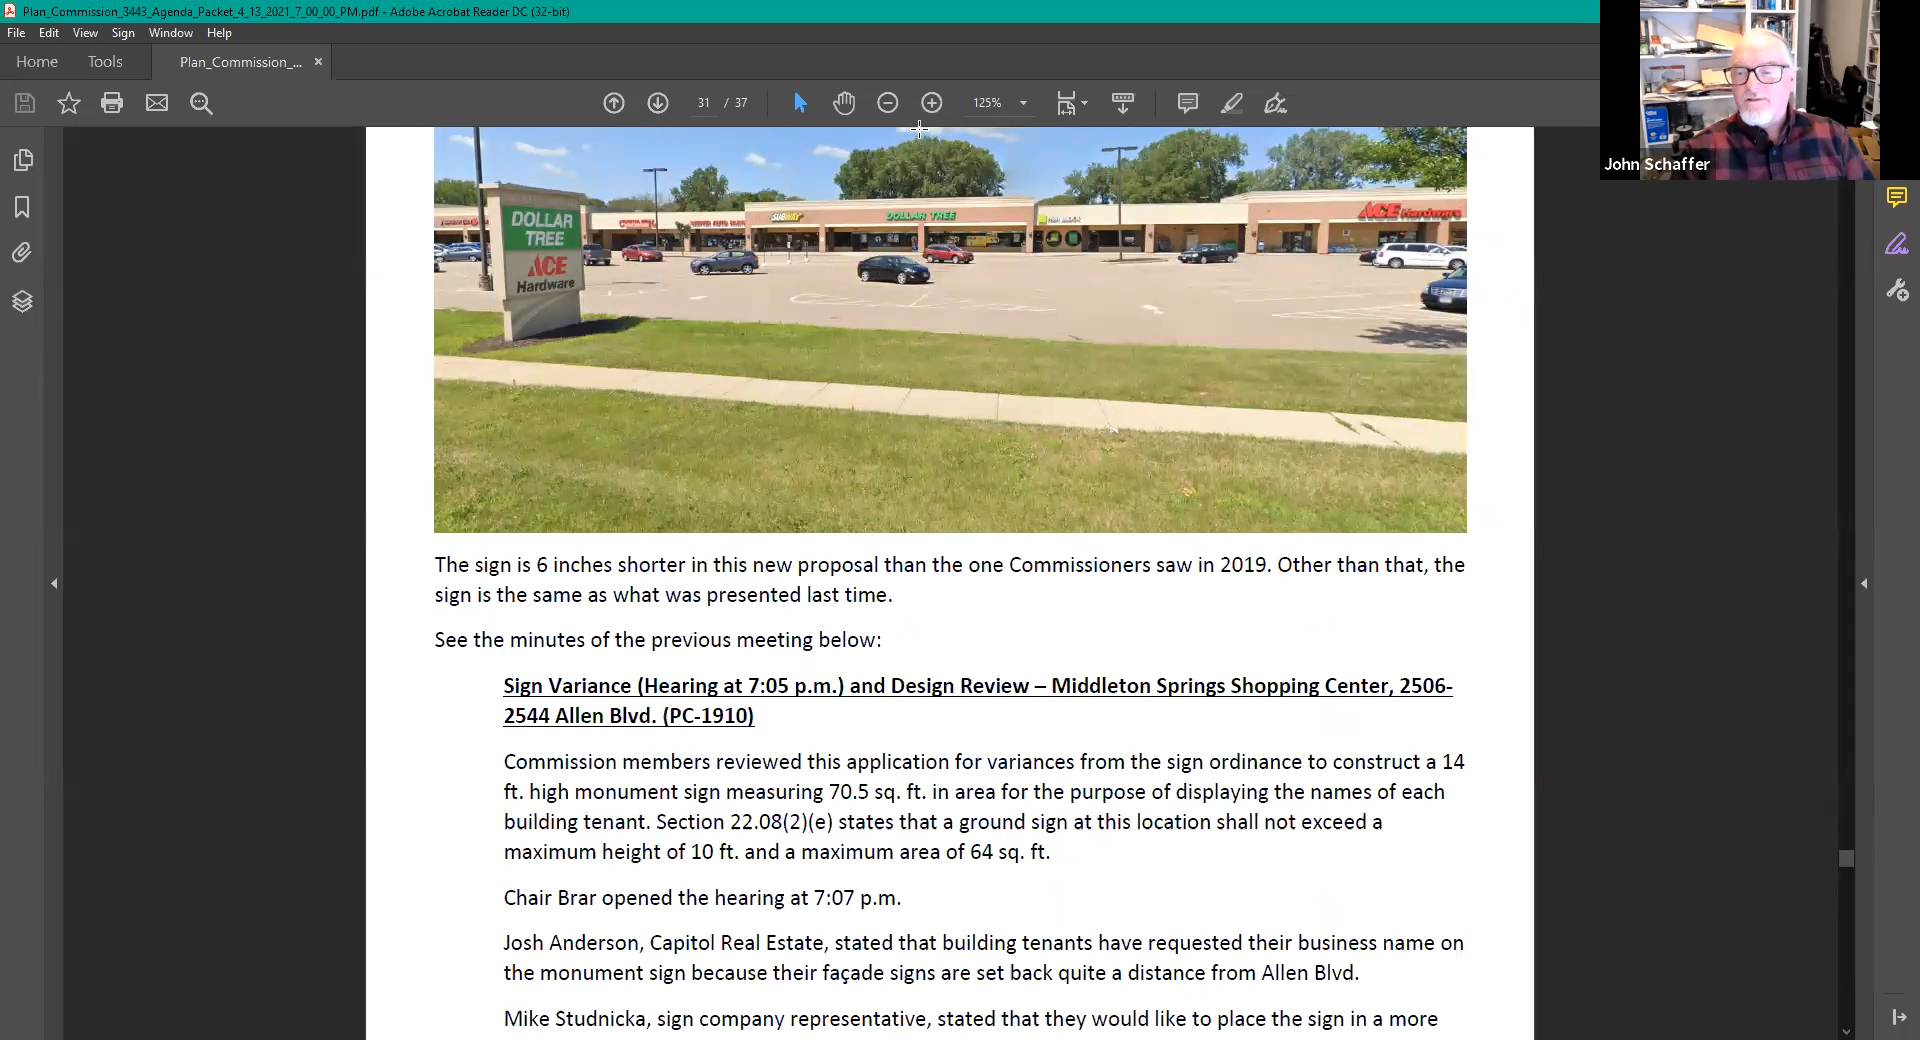 Plan_Commission_3443_Agenda_Packet_4_13_2021_7_00_00_PM.pdf - Adobe Acrobat Reader DC (32-bit)
File Edit View Sign Window Help
Home Tools Plan_Commission_... ×
31 / 37 125%
John Schaffer
DOLLAR
TREE
ACE
Hardware
SUBWAY
DOLLAR TREE
ACE Hardware
The sign is 6 inches shorter in this new proposal than the one Commissioners saw in 2019. Other than that, the
sign is the same as what was presented last time.
See the minutes of the previous meeting below:
Sign Variance (Hearing at 7:05 p.m.) and Design Review – Middleton Springs Shopping Center, 2506-
2544 Allen Blvd. (PC-1910)
Commission members reviewed this application for variances from the sign ordinance to construct a 14
ft. high monument sign measuring 70.5 sq. ft. in area for the purpose of displaying the names of each
building tenant. Section 22.08(2)(e) states that a ground sign at this location shall not exceed a
maximum height of 10 ft. and a maximum area of 64 sq. ft.
Chair Brar opened the hearing at 7:07 p.m.
Josh Anderson, Capitol Real Estate, stated that building tenants have requested their business name on
the monument sign because their façade signs are set back quite a distance from Allen Blvd.
Mike Studnicka, sign company representative, stated that they would like to place the sign in a more